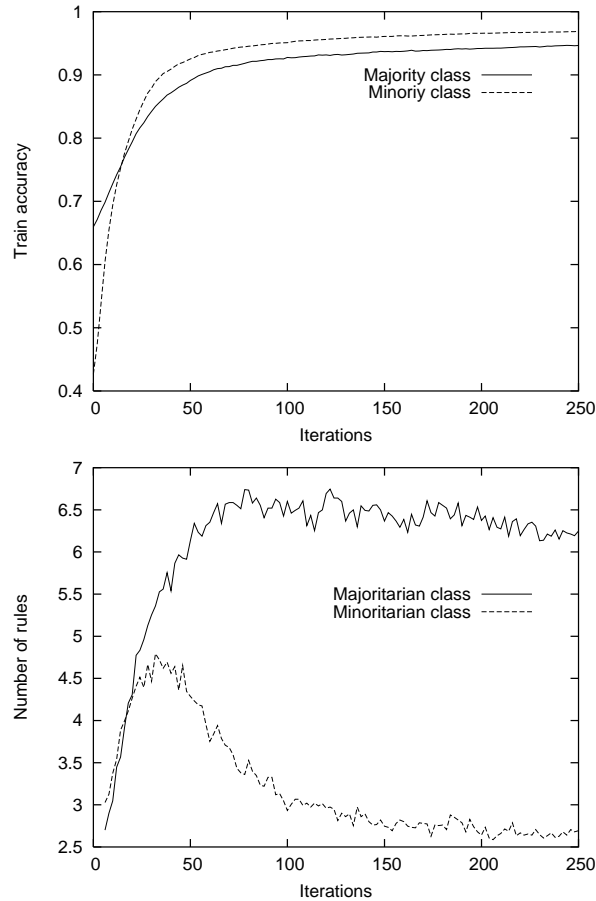 1
0.9
0.8
0.7
0.6
0.5
0.4
Train accuracy
Majority class
Minoriy class
0 50 100 150 200 250
Iterations
7
6.5
6
5.5
5
4.5
4
3.5
3
2.5
Number of rules
Majoritarian class
Minoritarian class
0 50 100 150 200 250
Iterations